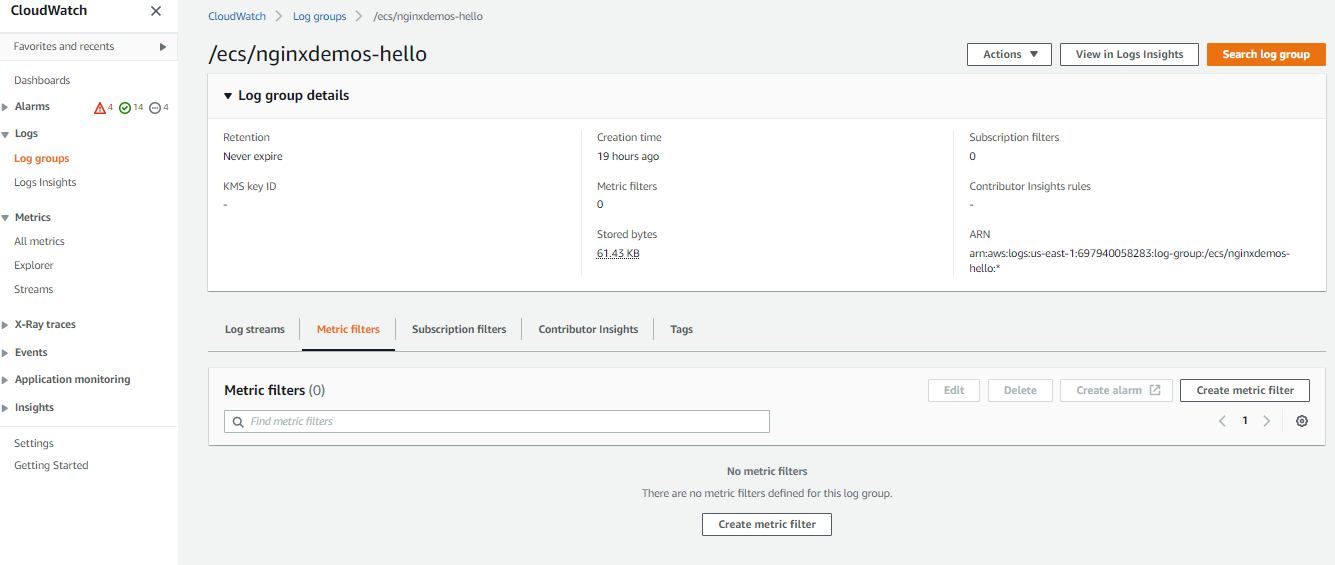 CloudWatch
Favorites and recents
Dashboards
Alarms 4 14 4
Logs
Log groups
Logs Insights
Metrics
All metrics
Explorer
Streams
X-Ray traces
Events
Application monitoring
Insights
Settings
Getting Started
CloudWatch Log groups /ecs/nginxdemos-hello
/ecs/nginxdemos-hello
Actions View in Logs Insights Search log group
Log group details
Retention
Never expire
KMS key ID
-
Creation time
19 hours ago
Metric filters
0
Stored bytes
61.43 KB
Subscription filters
0
Contributor Insights rules
-
ARN
arn:aws:logs:us-east-1:697940058283:log-group:/ecs/nginxdemos-
hello:*
Log streams Metric filters Subscription filters Contributor Insights Tags
Metric filters (0)
Edit Delete Create alarm Create metric filter
Find metric filters
1
No metric filters
There are no metric filters defined for this log group.
Create metric filter